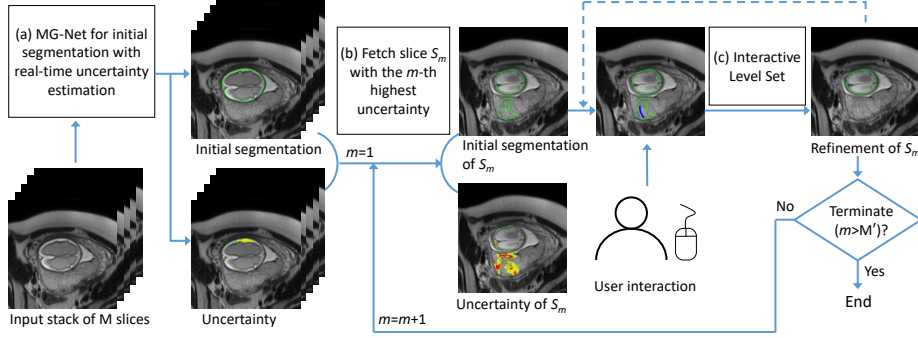 (a) MG-Net for initial
segmentation with
real-time uncertainty
estimation
Input stack of M slices
Initial segmentation
Uncertainty
(b) Fetch slice Sm
with the m-th
highest
uncertainty
m=1
Initial segmentation
of Sm
Uncertainty of Sm
User interaction
(c) Interactive
Level Set
Refinement of Sm
Terminate
(m>M′)?
No
Yes
End
m=m+1